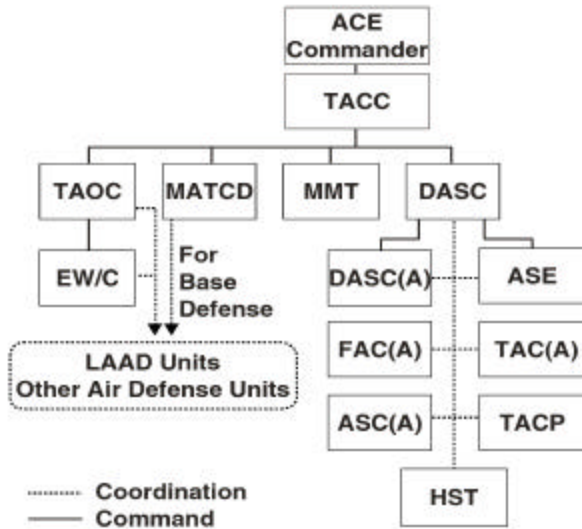 ACE
Commander
TACC
TAOC
MATCD
MMT
DASC
EW/C
For
Base
Defense
DASC(A)
ASE
LAAD Units
Other Air Defense Units
FAC(A)
TAC(A)
ASC(A)
TACP
HST
Coordination
Command